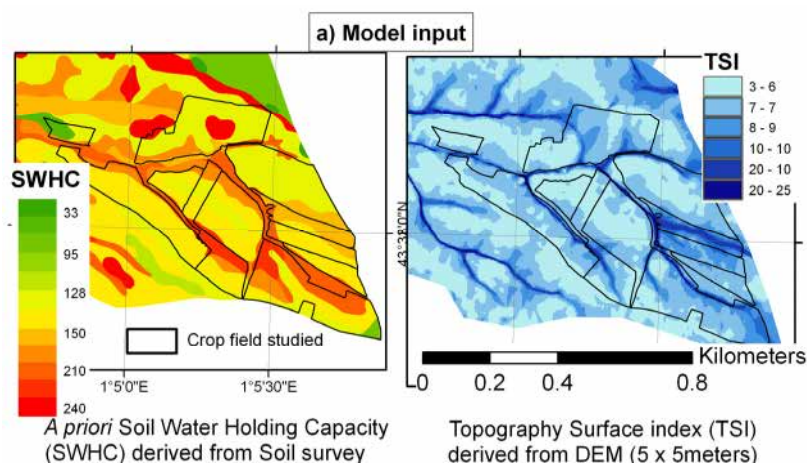 a) Model input
SWHC
33
95
128
150
210
240
Crop field studied
1°5'0"E
1°5'30"E
A priori Soil Water Holding Capacity
(SWHC) derived from Soil survey
TSI
3 - 6
7 - 7
8 - 9
10 - 10
20 - 10
20 - 25
43°38'0"N
Kilometers
0
0.2
0.4
0.8
Topography Surface index (TSI)
derived from DEM (5 x 5meters)